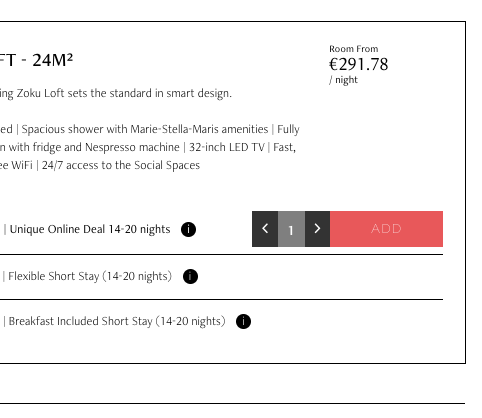 FT - 24M²
Room From
€291.78
/ night
ing Zoku Loft sets the standard in smart design.
ed | Spacious shower with Marie-Stella-Maris amenities | Fully
n with fridge and Nespresso machine | 32-inch LED TV | Fast,
ee WiFi | 24/7 access to the Social Spaces
| Unique Online Deal 14-20 nights i
< 1 > ADD
| Flexible Short Stay (14-20 nights) i
| Breakfast Included Short Stay (14-20 nights) i